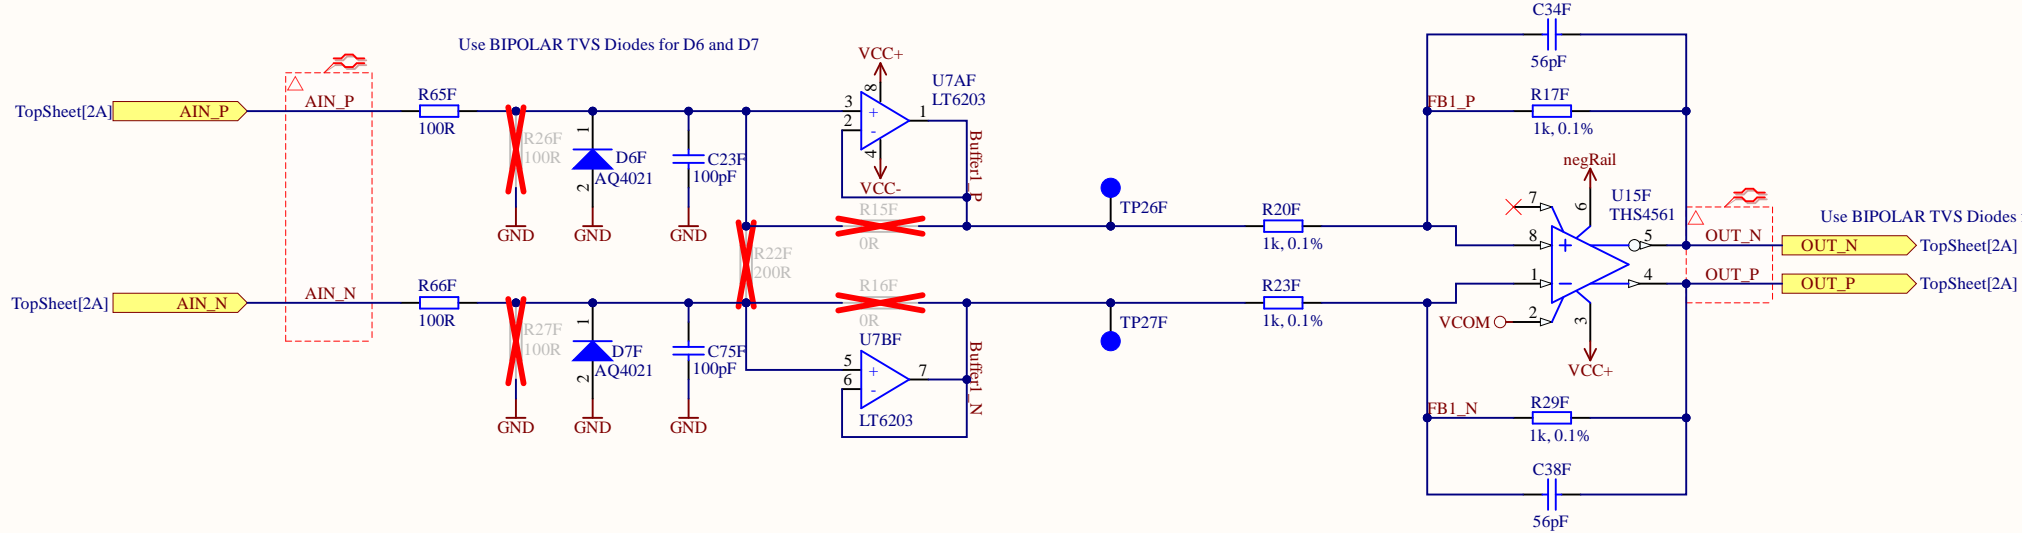 Use BIPOLAR TVS Diodes for D6 and D7
TopSheet[2A]
AIN_P
AIN_P
R65F
100R
R26F
100R
1
2
D6F
AQ4021
C23F
100pF
GND
GND
GND
VCC+
8
3
2
+
-
1
4
VCC-
U7AF
LT6203
Buffer1_P
R15F
0R
R22F
200R
TopSheet[2A]
AIN_N
AIN_N
R66F
100R
R27F
100R
1
2
D7F
AQ4021
C75F
100pF
GND
GND
GND
R16F
0R
U7BF
5
6
+
-
7
LT6203
Buffer1_N
TP26F
TP27F
R20F
1k, 0.1%
R23F
1k, 0.1%
C34F
56pF
FB1_P
R17F
1k, 0.1%
negRail
6
U15F
THS4561
7
8
1
2
5
4
3
VCOM
VCC+
FB1_N
R29F
1k, 0.1%
C38F
56pF
Use BIPOLAR TVS Diodes
OUT_N
OUT_N
TopSheet[2A]
OUT_P
OUT_P
TopSheet[2A]